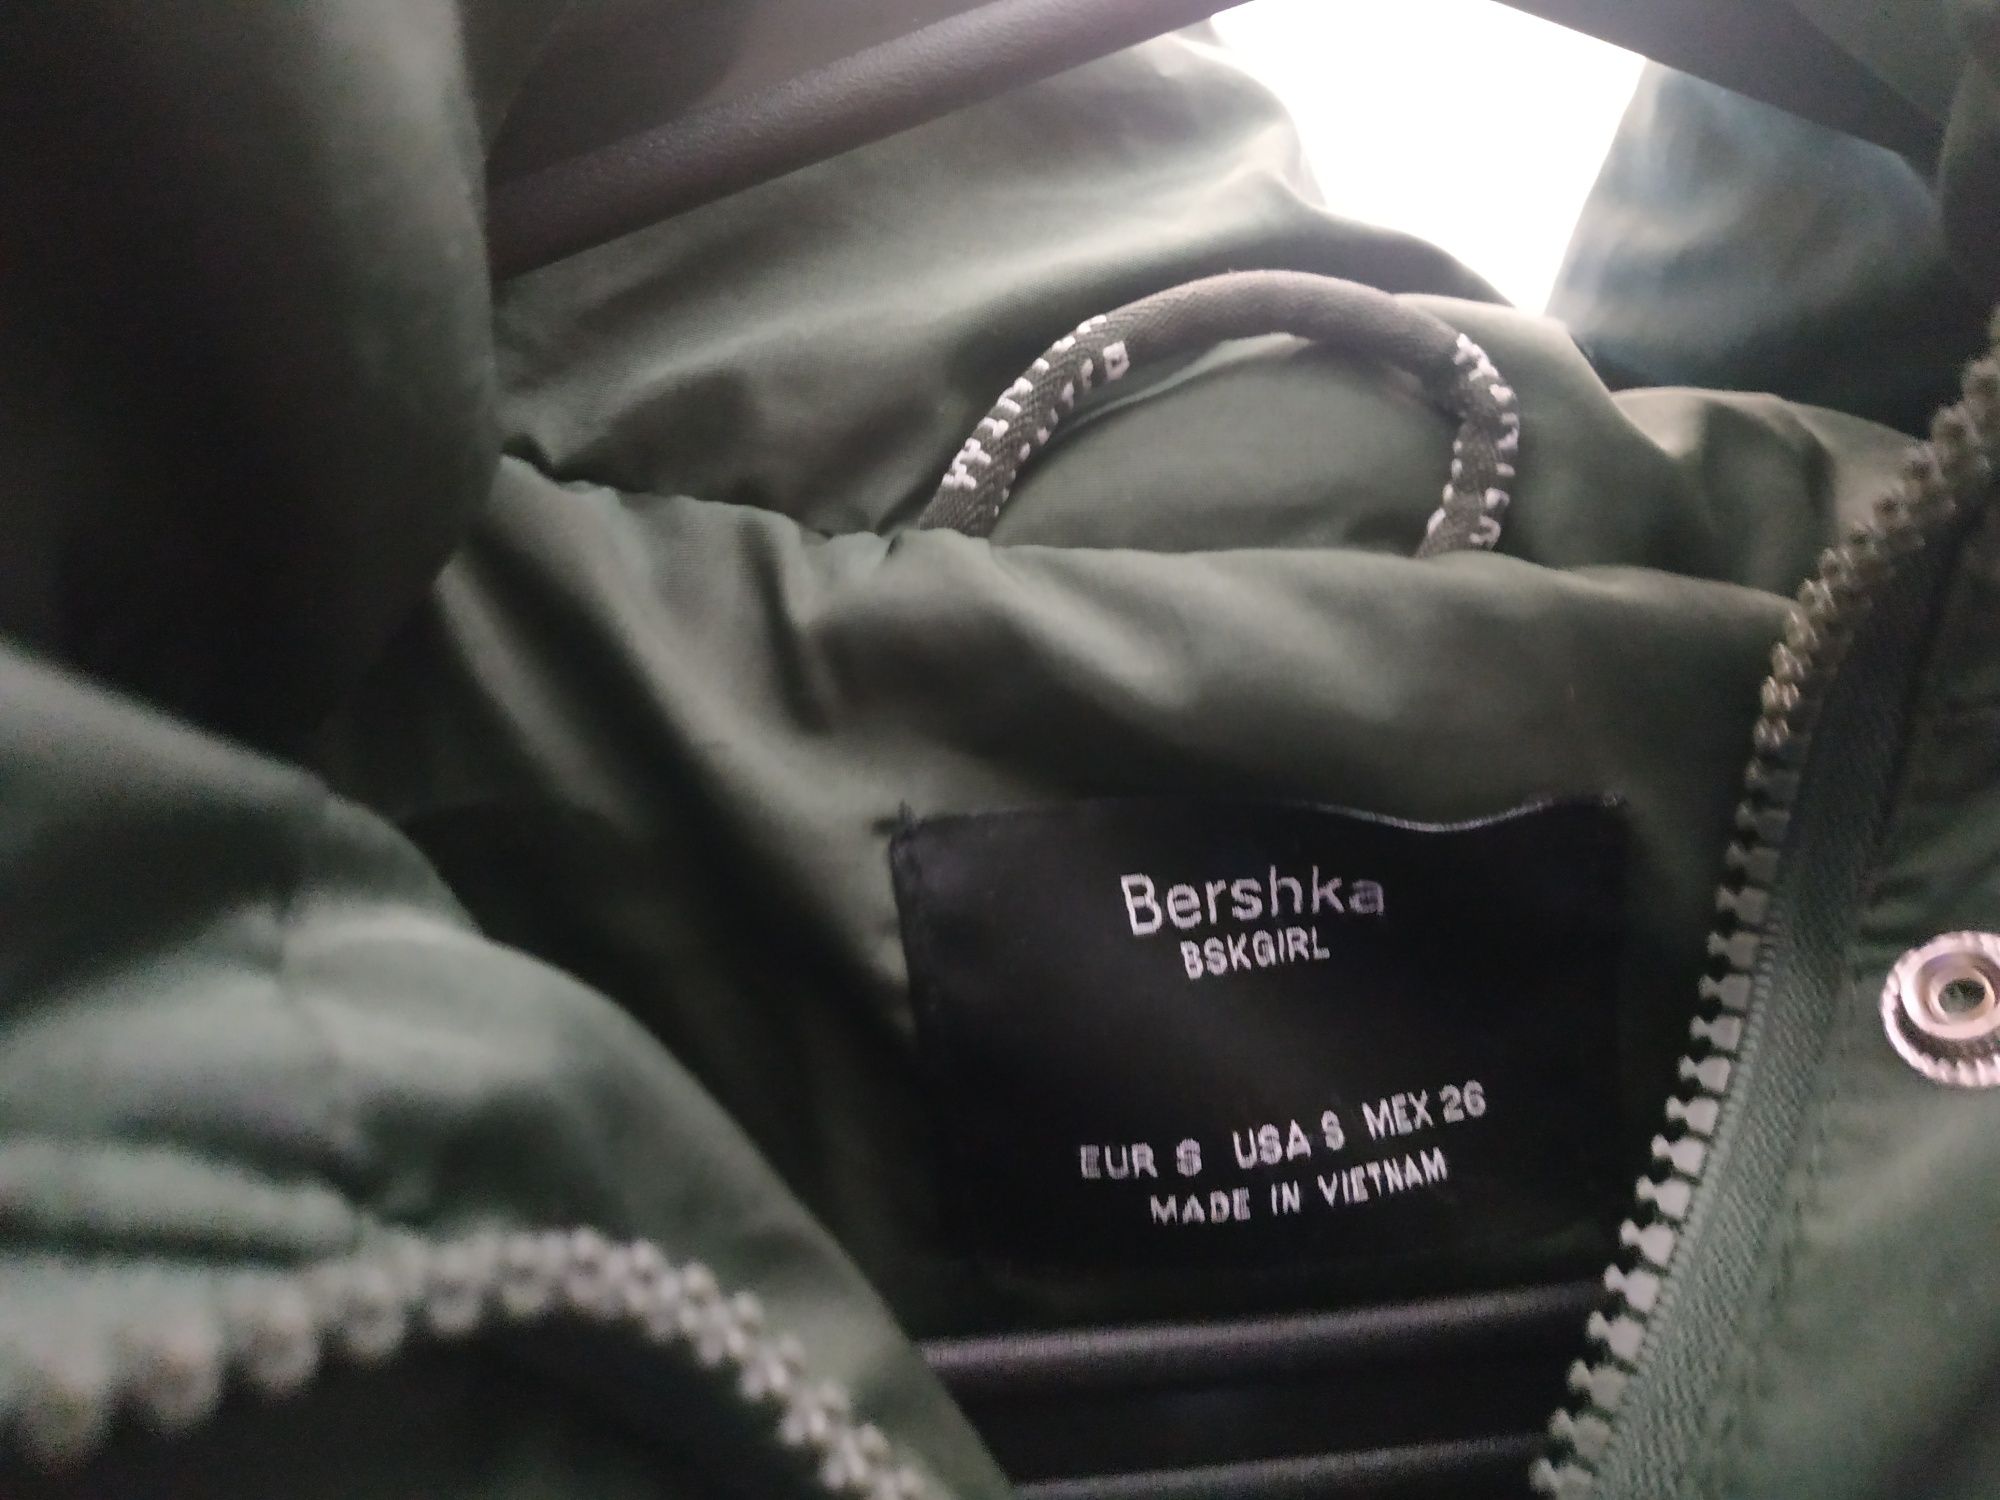 Bershka
BSKGIRL
EUR S USA S MEX 26
MADE IN VIETNAM